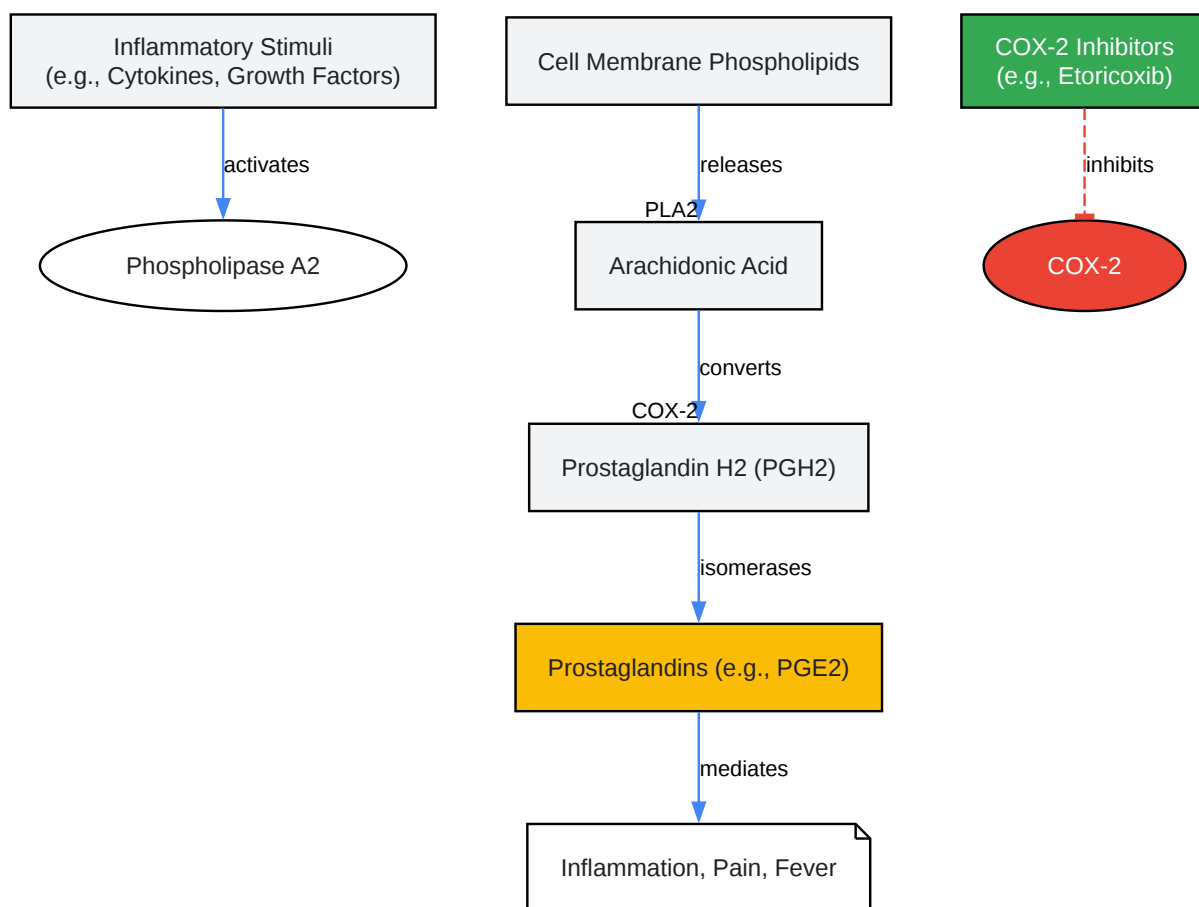 Inflammatory Stimuli
(e.g., Cytokines, Growth Factors)
Cell Membrane Phospholipids
COX-2 Inhibitors
(e.g., Etoricoxib)
activates
releases
inhibits
PLA2
Phospholipase A2
Arachidonic Acid
COX-2
converts
COX-2
Prostaglandin H2 (PGH2)
isomerases
Prostaglandins (e.g., PGE2)
mediates
Inflammation, Pain, Fever